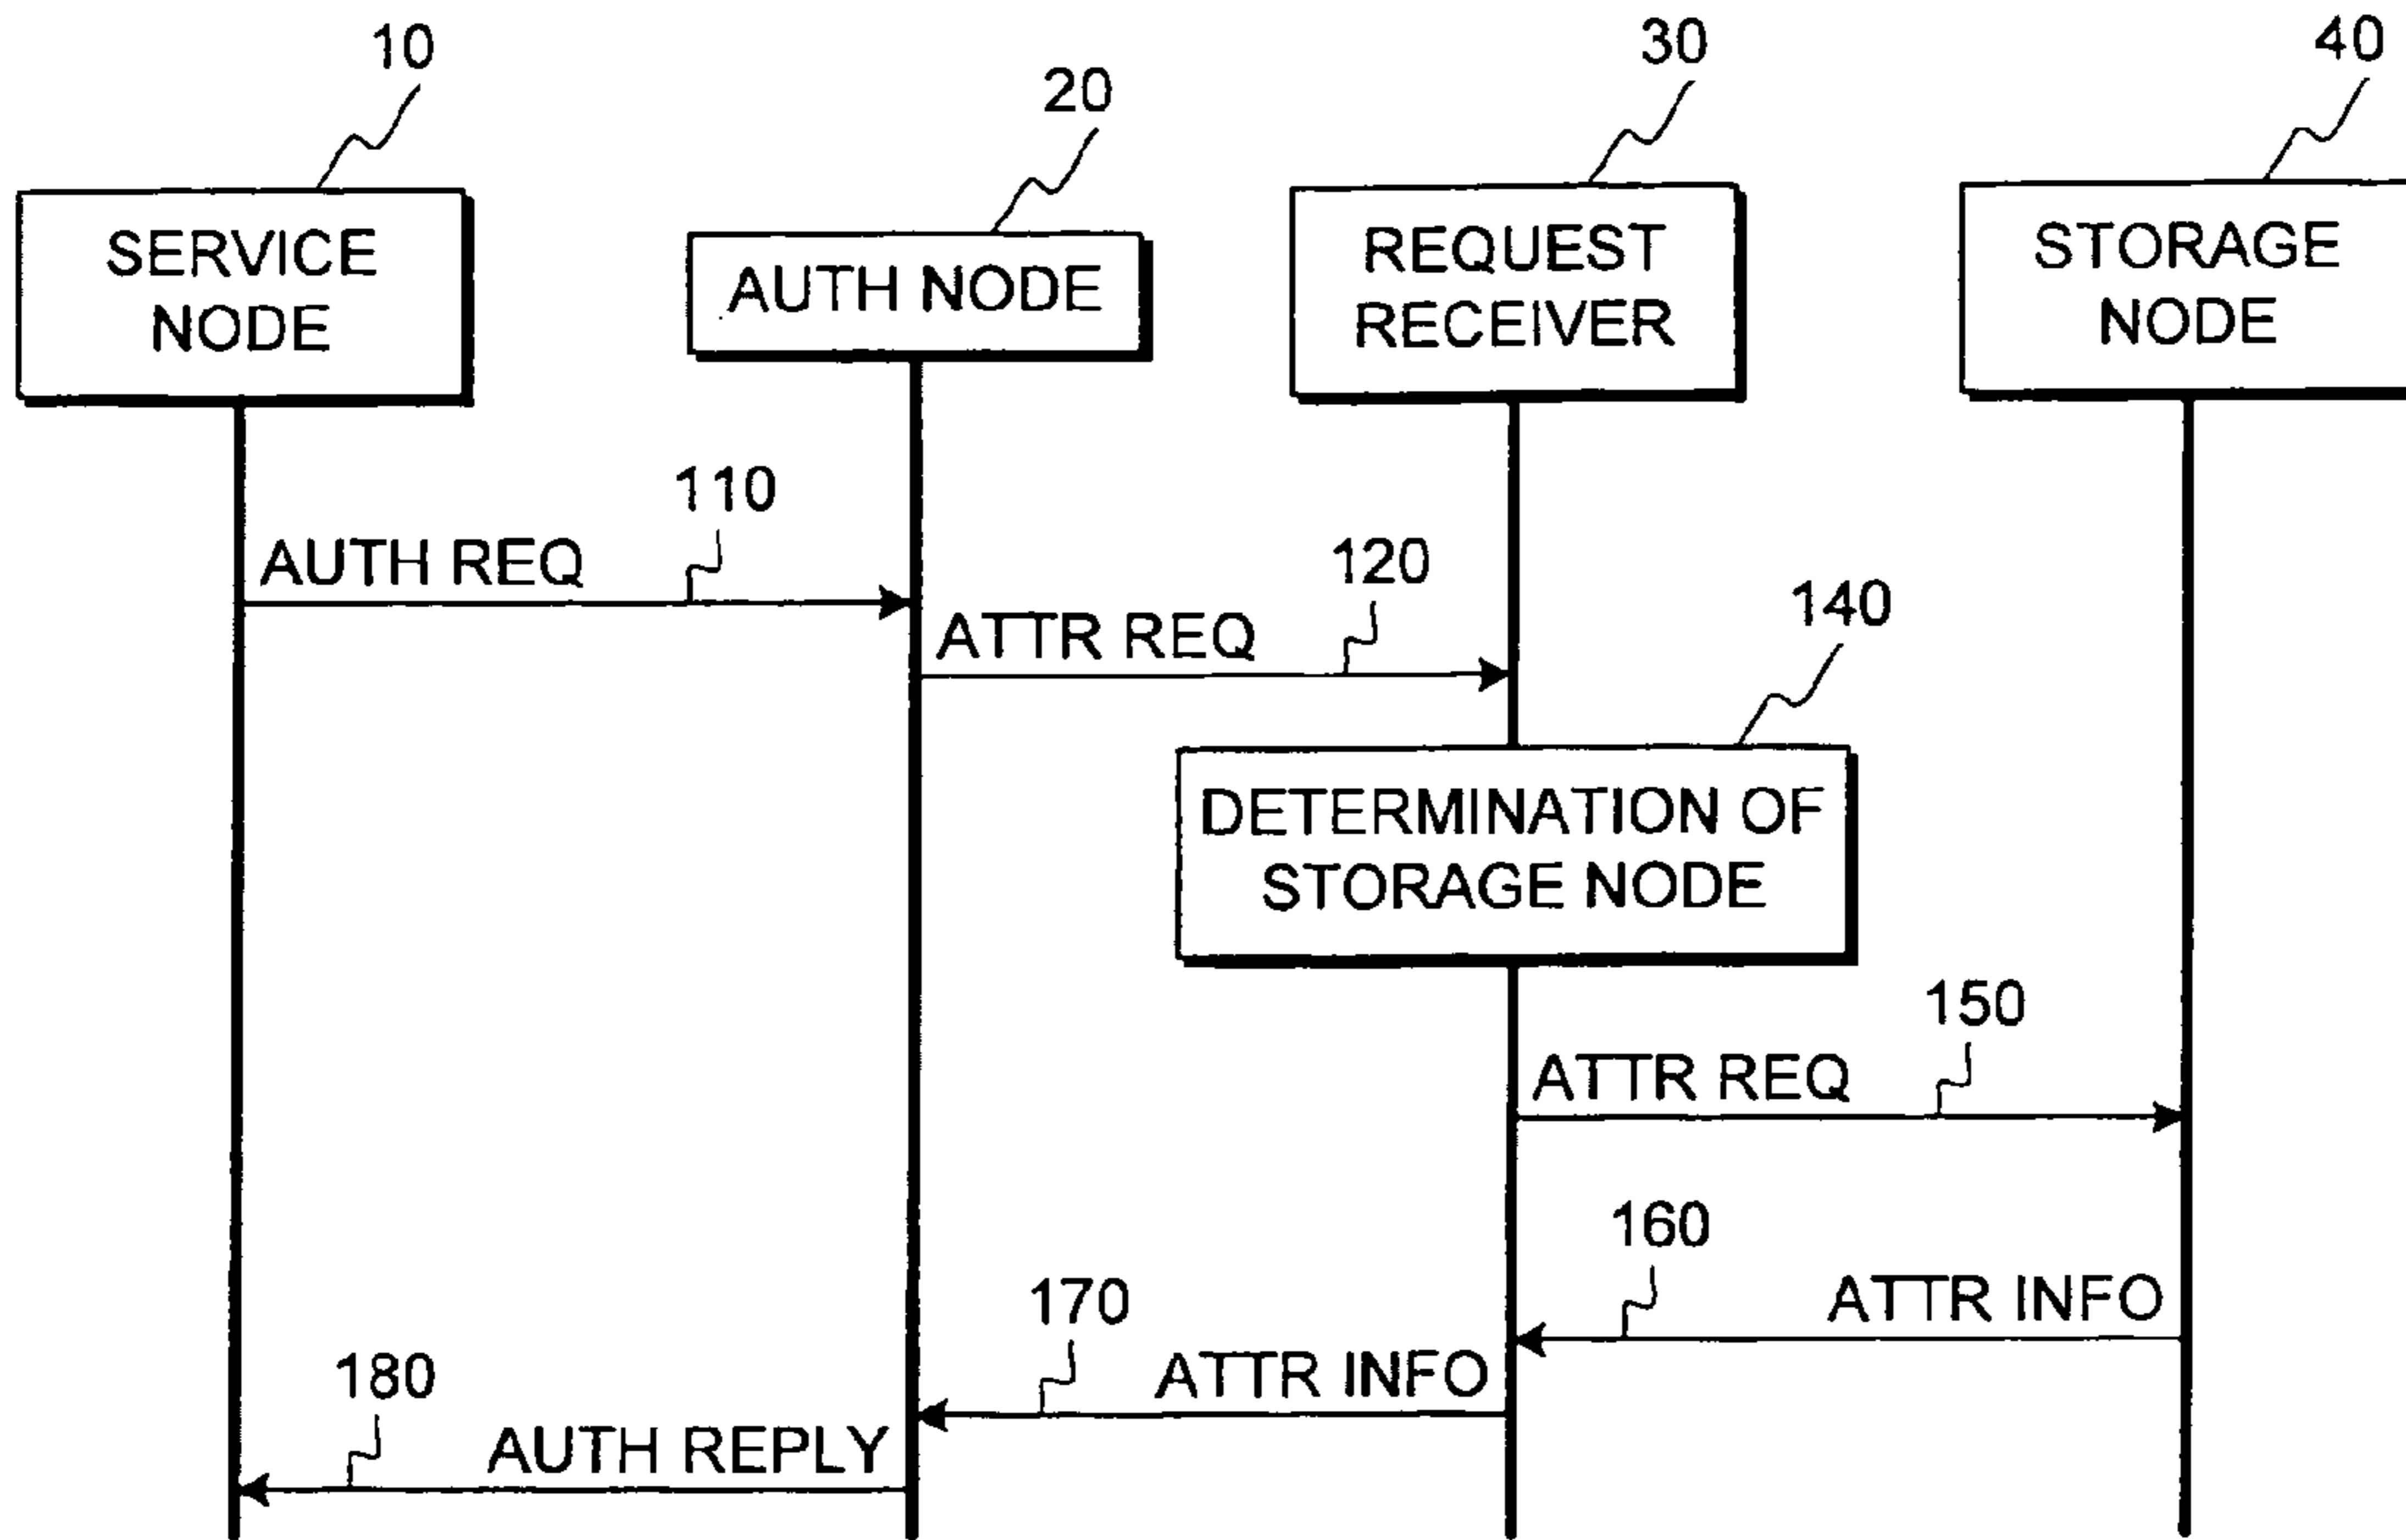 10
30
40
20
SERVICE
NODE
AUTH NODE
REQUEST
RECEIVER
STORAGE
NODE
110
AUTH REQ
120
ATTR REQ
140
DETERMINATION OF
STORAGE NODE
150
ATTR REQ
160
ATTR INFO
170
ATTR INFO
180
AUTH REPLY